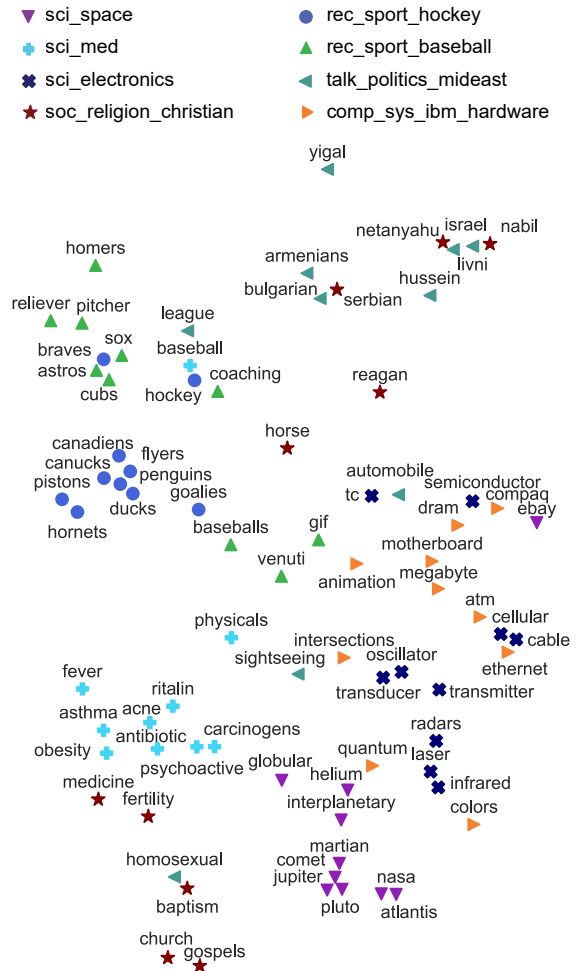 sci_space
rec_sport_hockey
sci_med
rec_sport_baseball
sci_electronics
talk_politics_mideast
soc_religion_christian
comp_sys_ibm_hardware
yigal
netanyahu israel nabil
livni
homers
armenians
hussein
bulgarian serbian
reliever pitcher
league
braves sox
baseball
astros
cubs
hockey coaching
reagan
horse
canadiens
flyers
canucks
penguins
pistons
goalies
ducks
hornets
automobile
semiconductor
tc
compaq
dram
ebay
baseballs
gif
motherboard
venuti
animation
megabyte
atm
physicals
cellular
intersections
cable
sightseeing
oscillator
ethernet
fever
transducer
transmitter
ritalin
asthma acne
carcinogens
antibiotic
radars
obesity
psychoactive
quantum laser
globular
medicine
helium
infrared
fertility
interplanetary
colors
martian
homosexual
comet
jupiter
nasa
baptism
pluto
atlantis
church
gospels